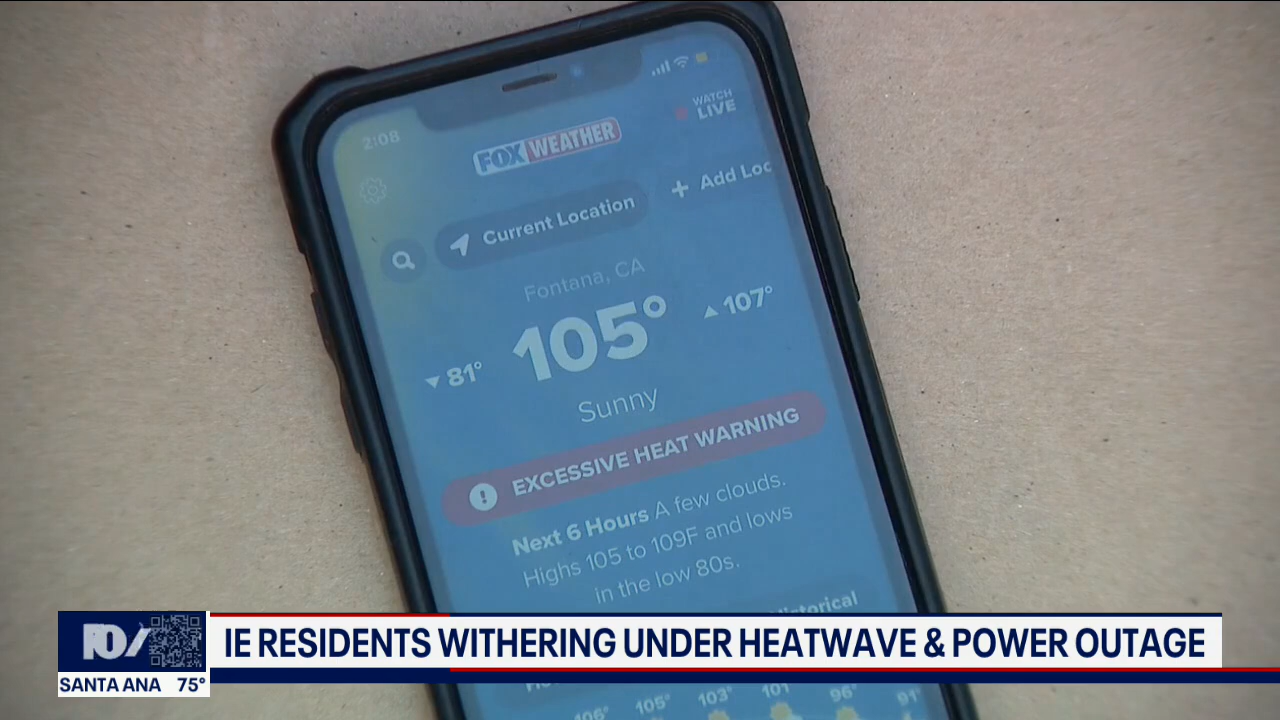 2:08
WATCH
LIVE
FOX WEATHER
+ Add Loc
Current Location
Fontana, CA
105°
▲ 107°
▼ 81°
Sunny
EXCESSIVE HEAT WARNING
Next 6 Hours A few clouds.
Highs 105 to 109F and lows
in the low 80s.
Historical
IE RESIDENTS WITHERING UNDER HEATWAVE & POWER OUTAGE
SANTA ANA 75°
106° 105° 103° 101° 96° 91°